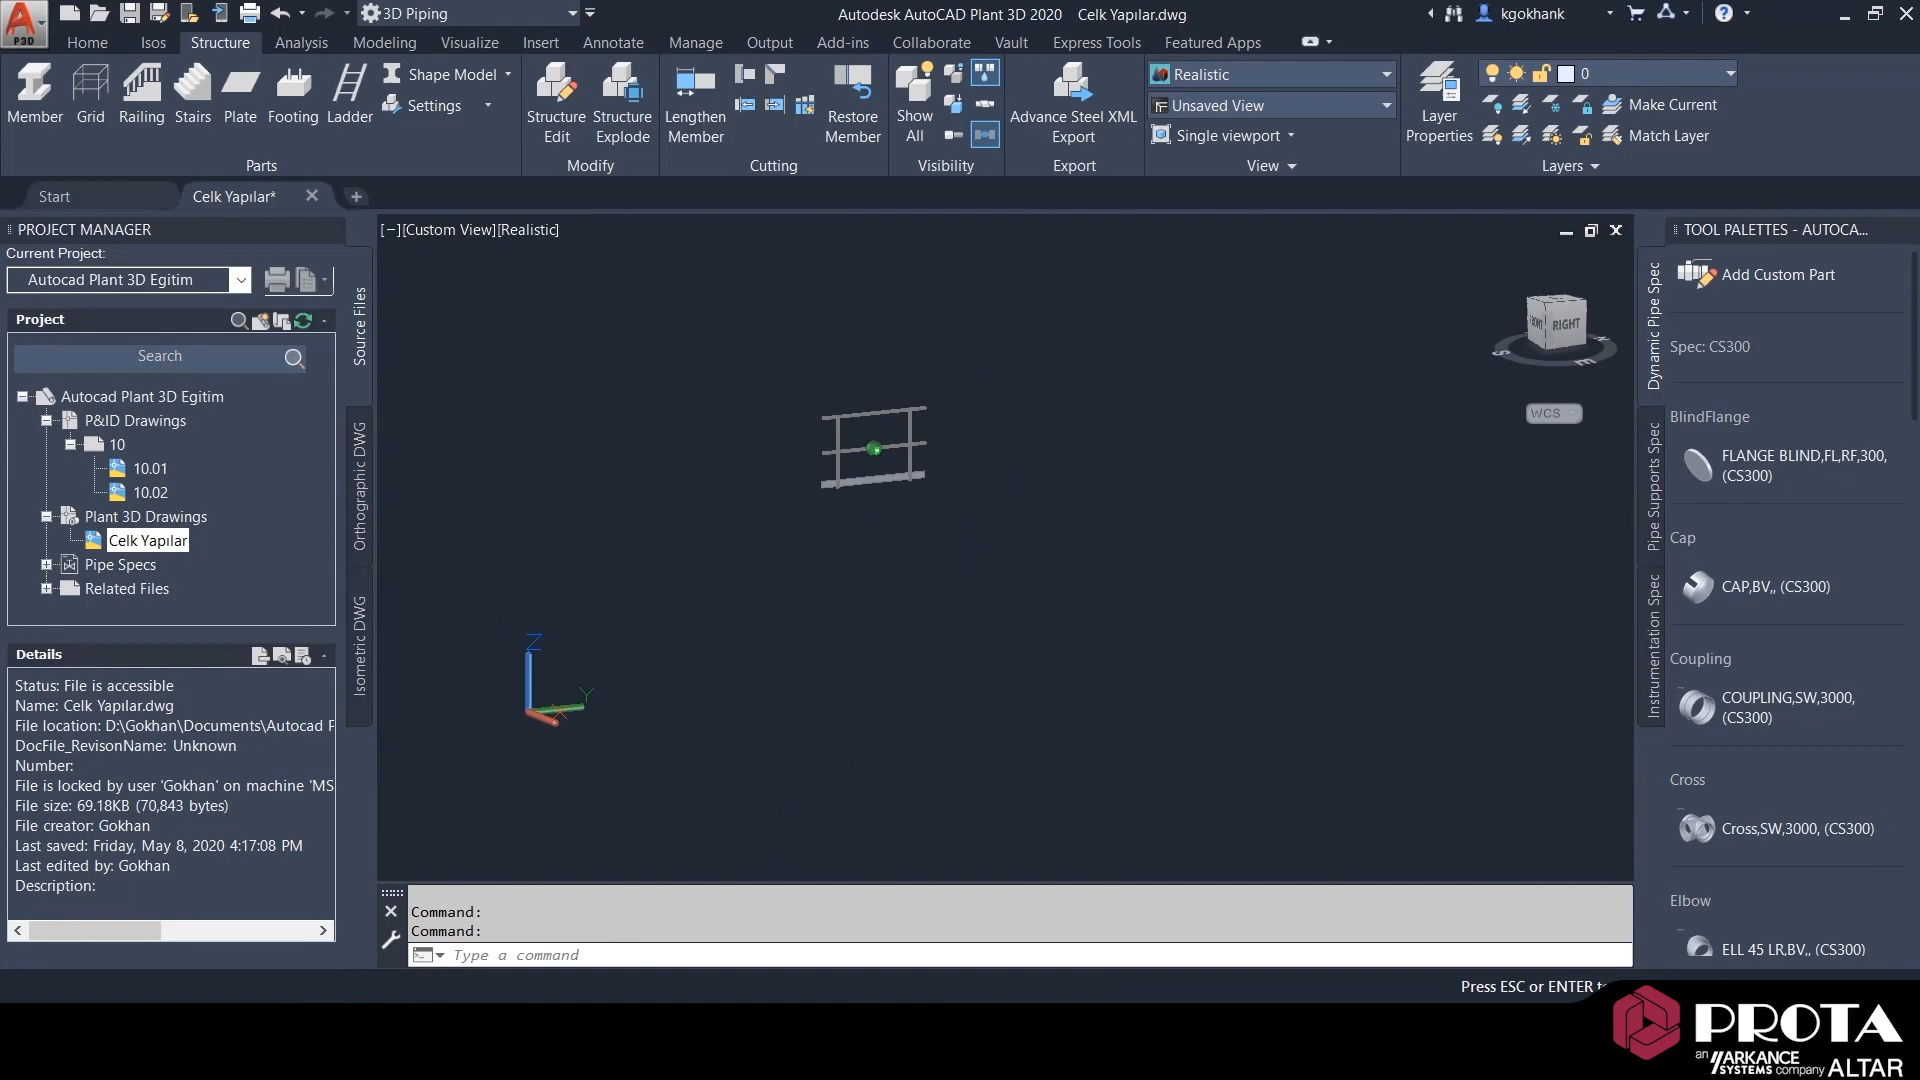 P3D
3D Piping
Autodesk AutoCAD Plant 3D 2020 Celk Yapılar.dwg
kgokhank
Home Isos Structure Analysis Modeling Visualize Insert Annotate Manage Output Add-ins Collaborate Vault Express Tools Featured Apps
Member Grid Railing Stairs Plate Footing Ladder
Shape Model
Settings
Parts
Structure Edit
Structure Explode
Modify
Lengthen Member
Restore Member
Cutting
Show All
Visibility
Advance Steel XML Export
Export
Realistic
Unsaved View
Single viewport
View
Layer Properties
0
Make Current
Match Layer
Layers
Start
Celk Yapılar*
PROJECT MANAGER
Current Project:
Autocad Plant 3D Egitim
Project
Search
Autocad Plant 3D Egitim
P&ID Drawings
10
10.01
10.02
Plant 3D Drawings
Celk Yapılar
Pipe Specs
Related Files
Source Files
Orthographic DWG
Isometric DWG
Details
Status: File is accessible
Name: Celk Yapılar.dwg
File location: D:\Gokhan\Documents\Autocad P
DocFile_RevisonName: Unknown
Number:
File is locked by user 'Gokhan' on machine 'MS
File size: 69.18KB (70,843 bytes)
File creator: Gokhan
Last saved: Friday, May 8, 2020 4:17:08 PM
Last edited by: Gokhan
Description:
[−][Custom View][Realistic]
FRONT
RIGHT
S
E
N
WCS
Z
Y
X
Command:
Command:
Type a command
Press ESC or ENTER t
TOOL PALETTES - AUTOCA...
Dynamic Pipe Spec
Pipe Supports Spec
Instrumentation Spec
Add Custom Part
Spec: CS300
BlindFlange
FLANGE BLIND,FL,RF,300,
(CS300)
Cap
CAP,BV,, (CS300)
Coupling
COUPLING,SW,3000,
(CS300)
Cross
Cross,SW,3000, (CS300)
Elbow
ELL 45 LR,BV,, (CS300)
PROTA
an ARKANCE SYSTEMS company ALTAR